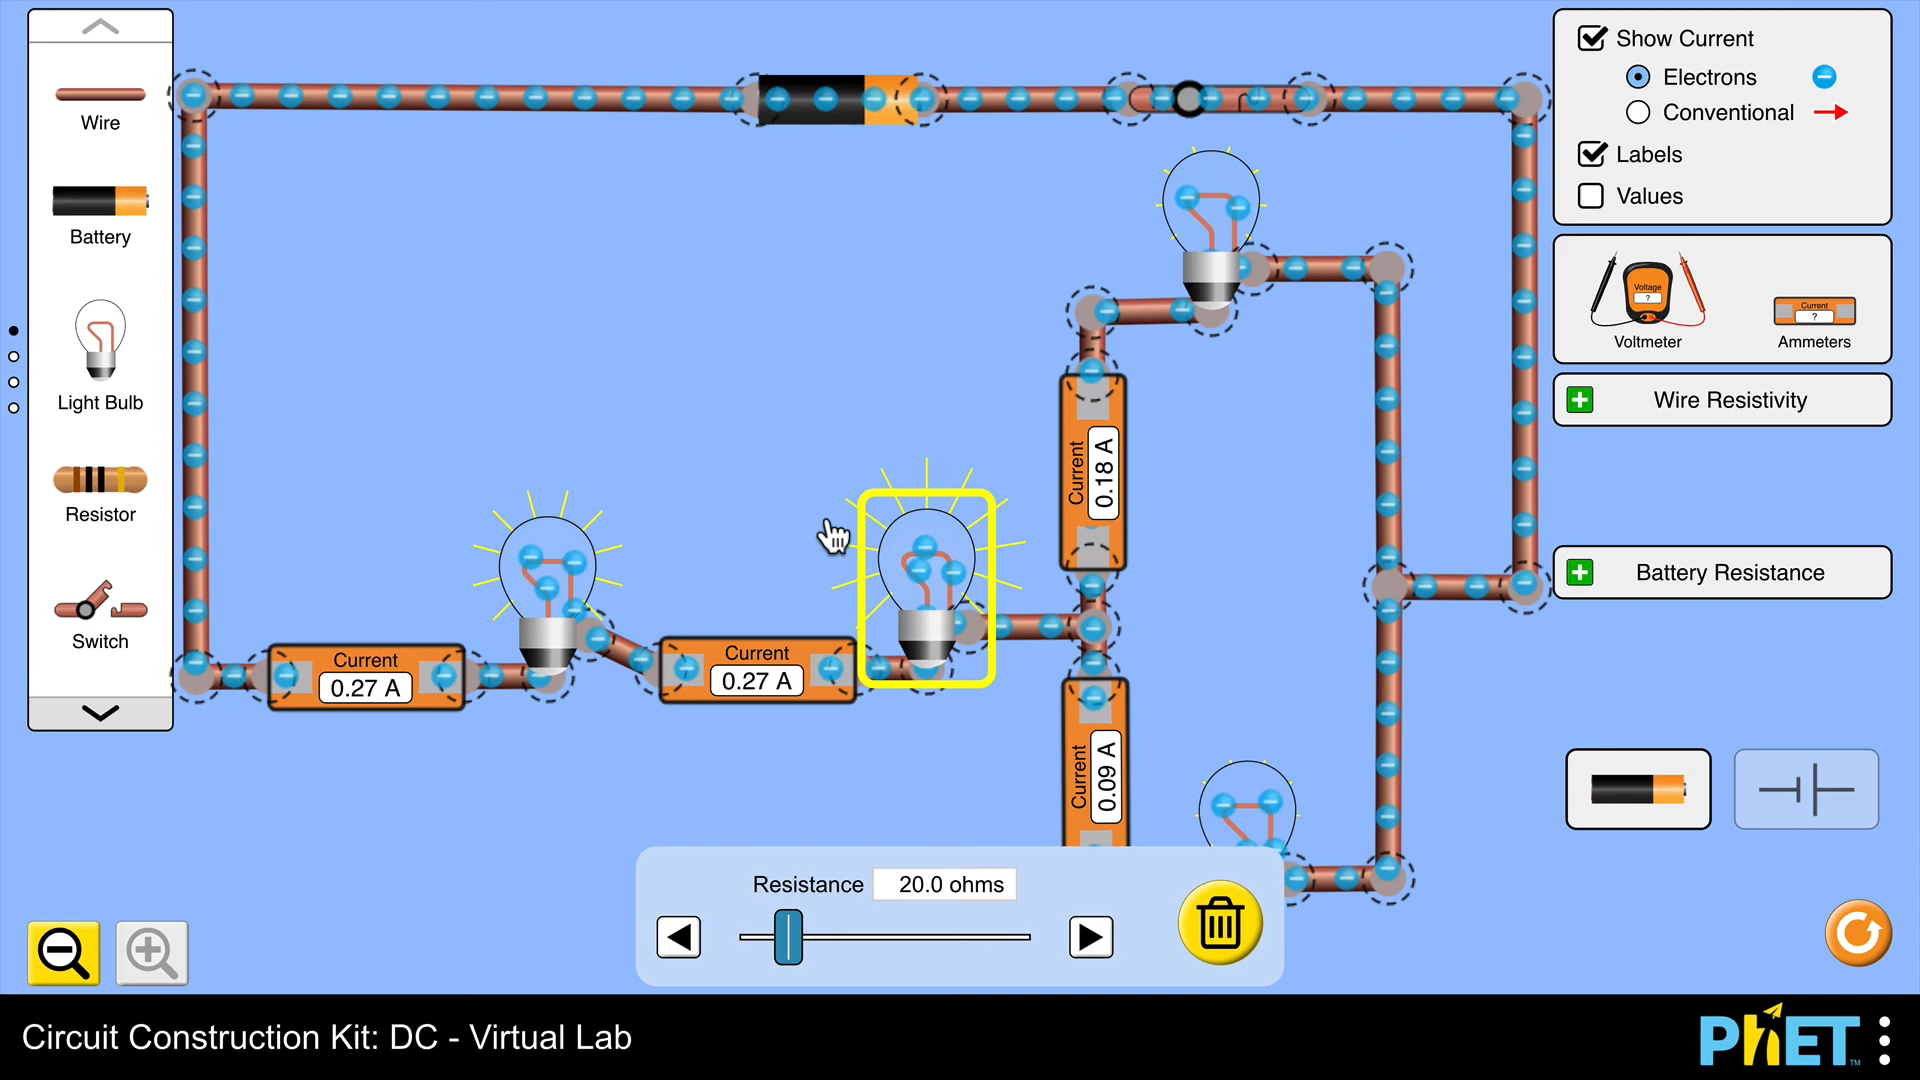 Wire
Battery
Light Bulb
Resistor
Switch
Show Current
Electrons
Conventional
Labels
Values
Voltage
?
Voltmeter
Current
?
Ammeters
Wire Resistivity
Battery Resistance
Current
0.18 A
Current
0.27 A
Current
0.27 A
Current
0.09 A
Resistance
20.0 ohms
Circuit Construction Kit: DC - Virtual Lab
PhET™